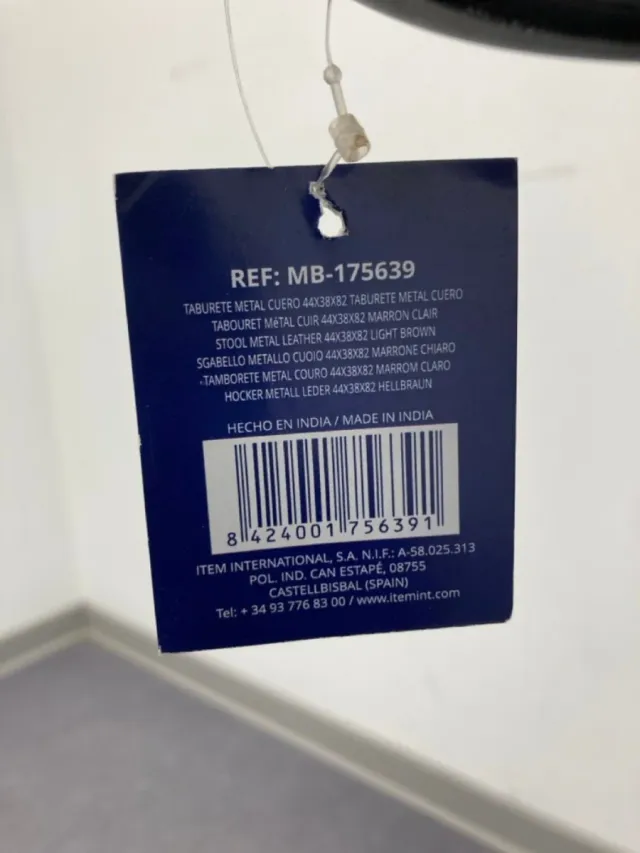 REF: MB-175639
TABURETE METAL CUERO 44X38X82 TABURETE METAL CUERO
TABOURET MéTAL CUIR 44X38X82 MARRON CLAIR
STOOL METAL LEATHER 44X38X82 LIGHT BROWN
SGABELLO METALLO CUOIO 44X38X82 MARRONE CHIARO
TAMBORETE METAL COURO 44X38X82 MARROM CLARO
HOCKER METALL LEDER 44X38X82 HELLBRAUN
HECHO EN INDIA / MADE IN INDIA
8 424001 756391
ITEM INTERNATIONAL, S.A. N.I.F.: A-58.025.313
POL. IND. CAN ESTAPÉ, 08755
CASTELLBISBAL (SPAIN)
Tel: + 34 93 776 83 00 / www.itemint.com